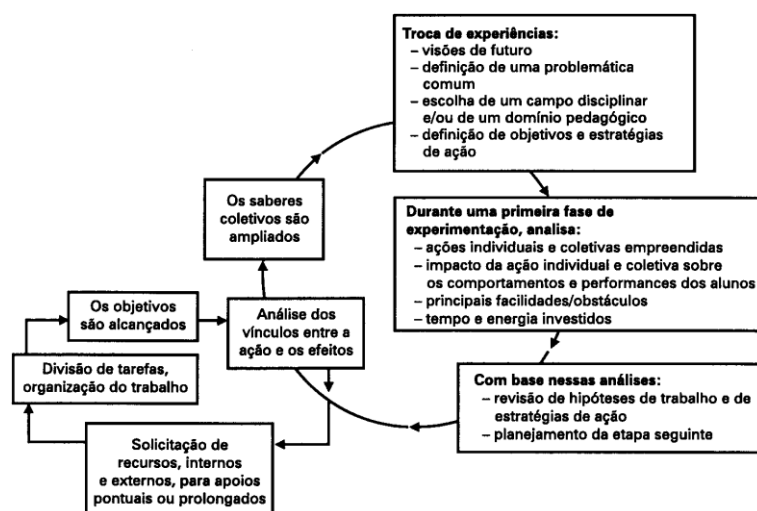 Troca de experiências:
– visões de futuro
– definição de uma problemática
comum
– escolha de um campo disciplinar
e/ou de um domínio pedagógico
– definição de objetivos e estratégias
de ação
Durante uma primeira fase de
experimentação, analisa:
– ações individuais e coletivas empreendidas
– impacto da ação individual e coletiva sobre
os comportamentos e performances dos alunos
– principais facilidades/obstáculos
– tempo e energia investidos
Com base nessas análises:
– revisão de hipóteses de trabalho e de
estratégias de ação
– planejamento da etapa seguinte
Os saberes
coletivos são
ampliados
Análise dos
vínculos entre a
ação e os efeitos
Os objetivos
são alcançados
Divisão de tarefas,
organização do trabalho
Solicitação de
recursos, internos
e externos, para apoios
pontuais ou prolongados